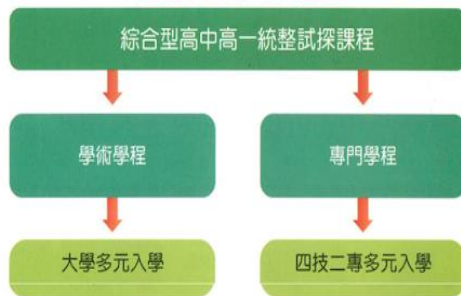 綜合型高中高一統整試探課程
學術學程
專門學程
大學多元入學
四技二專多元入學